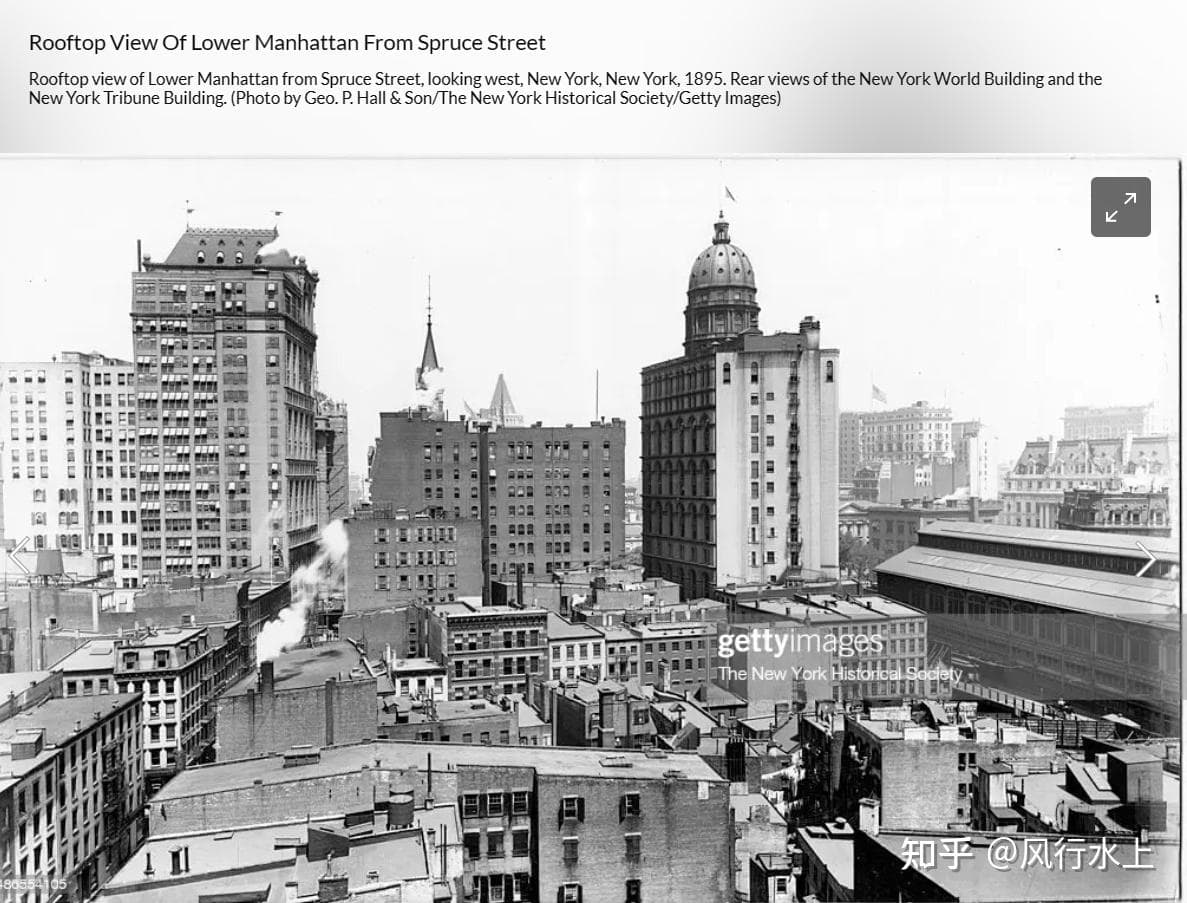 Rooftop View Of Lower Manhattan From Spruce Street
Rooftop view of Lower Manhattan from Spruce Street, looking west, New York, New York, 1895. Rear views of the New York World Building and the
New York Tribune Building. (Photo by Geo. P. Hall & Son/The New York Historical Society/Getty Images)
gettyimages
The New York Historical Society
知乎 @风行水上
486554105